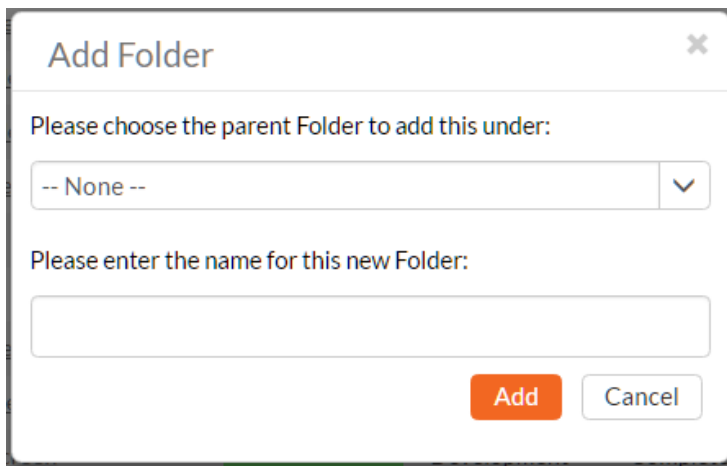 Add Folder
Please choose the parent Folder to add this under:
-- None --
Please enter the name for this new Folder:
Add Cancel